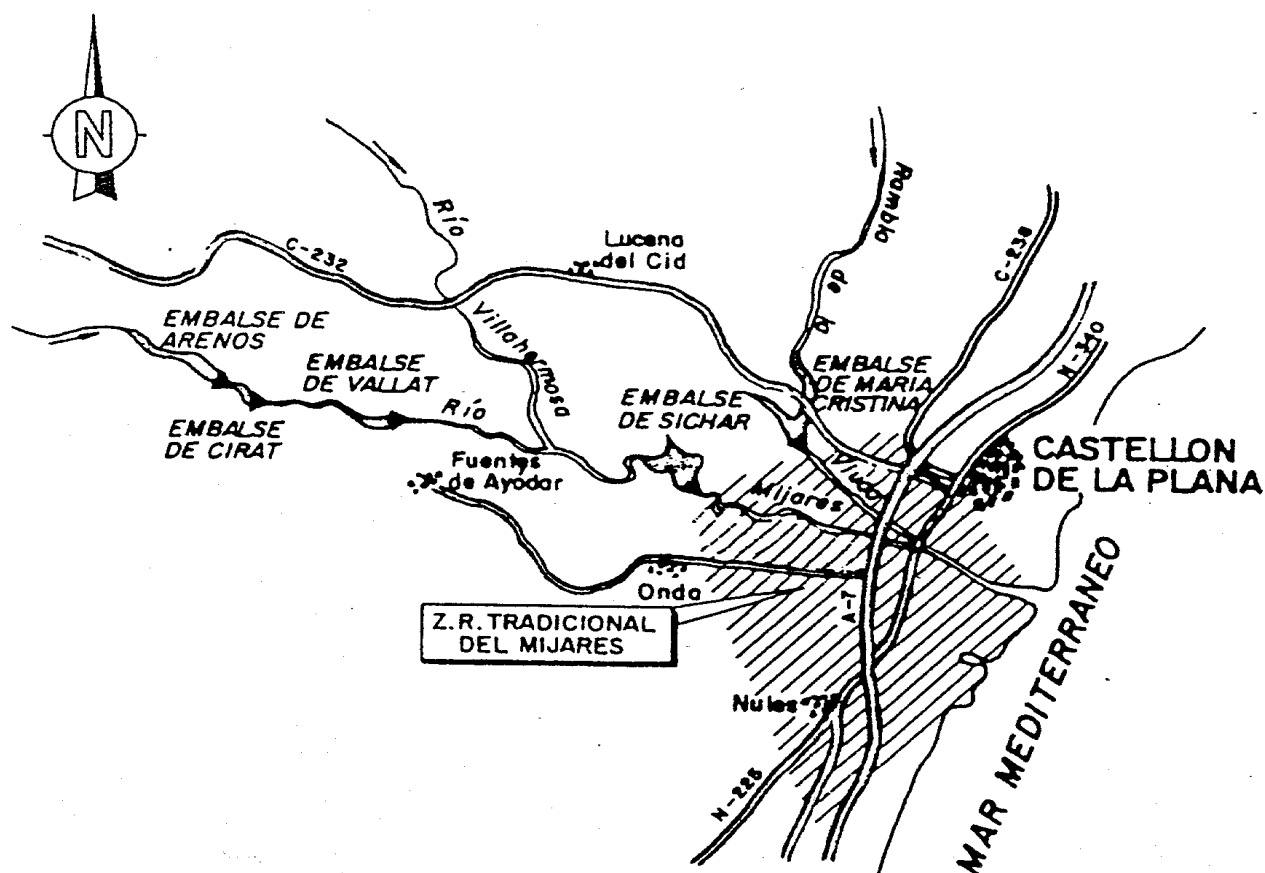 N
Río
C-232
Lucena
del Cid
Rambla
de
la
C-238
N-340
EMBALSE DE
ARENOS
EMBALSE
DE VALLAT
Villahermosa
EMBALSE
DE SICHAR
EMBALSE
DE MARIA
CRISTINA
EMBALSE
DE CIRAT
Río
Fuentes
de Ayodar
Viuda
Mijares
CASTELLON
DE LA PLANA
Onda
A-7
Z.R. TRADICIONAL
DEL MIJARES
Nules
N-225
MAR MEDITERRANEO